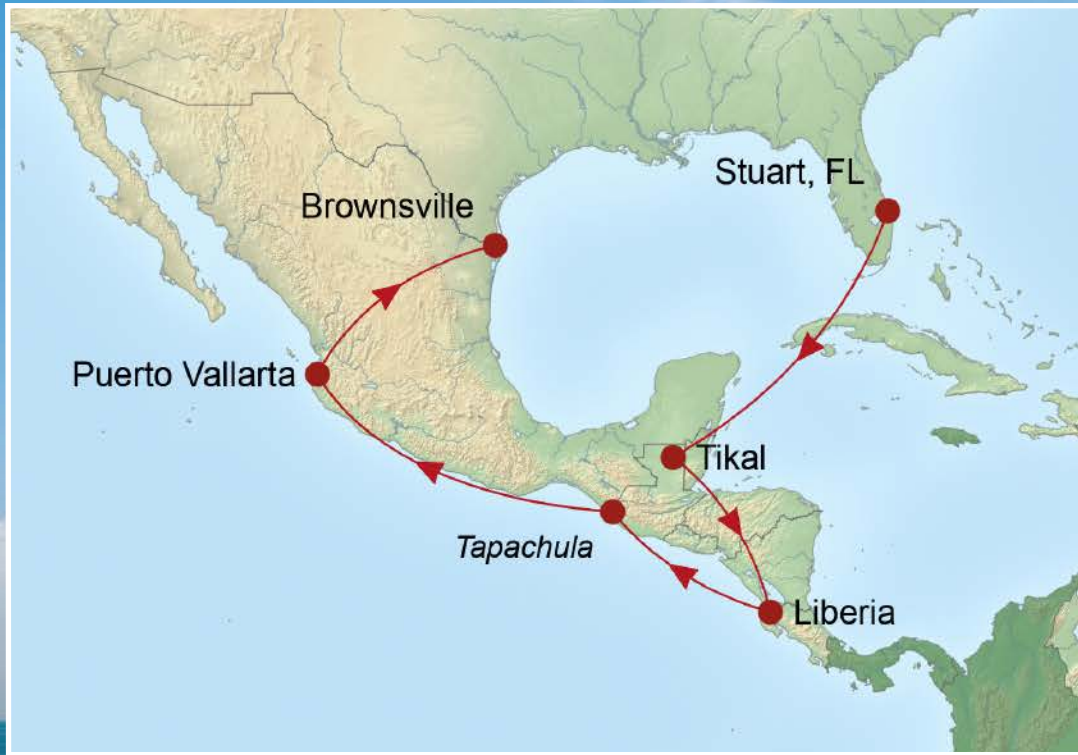 Stuart, FL
Brownsville
Puerto Vallarta
Tikal
Tapachula
Liberia